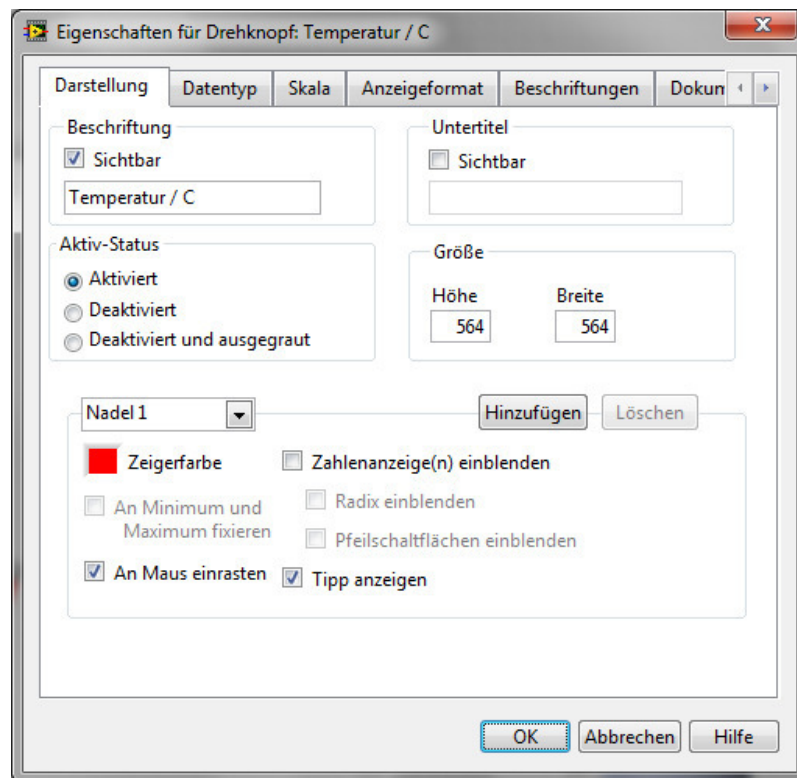 Eigenschaften für Drehknopf: Temperatur / C
Darstellung Datentyp Skala Anzeigeformat Beschriftungen Dokum
Beschriftung
Sichtbar
Temperatur / C
Untertitel
Sichtbar
Aktiv-Status
Aktiviert
Deaktiviert
Deaktiviert und ausgegraut
Größe
Höhe Breite
564 564
Nadel 1 Hinzufügen Löschen
Zeigerfarbe
An Minimum und
Maximum fixieren
An Maus einrasten
Zahlenanzeige(n) einblenden
Radix einblenden
Pfeilschaltflächen einblenden
Tipp anzeigen
OK Abbrechen Hilfe